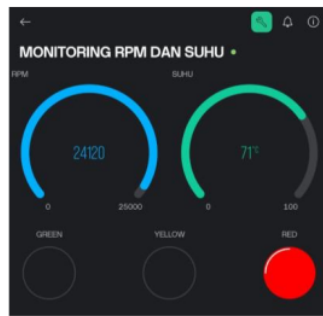 MONITORING RPM DAN SUHU
RPM SUHU
24120 71°C
0 25000 0 100
GREEN YELLOW RED